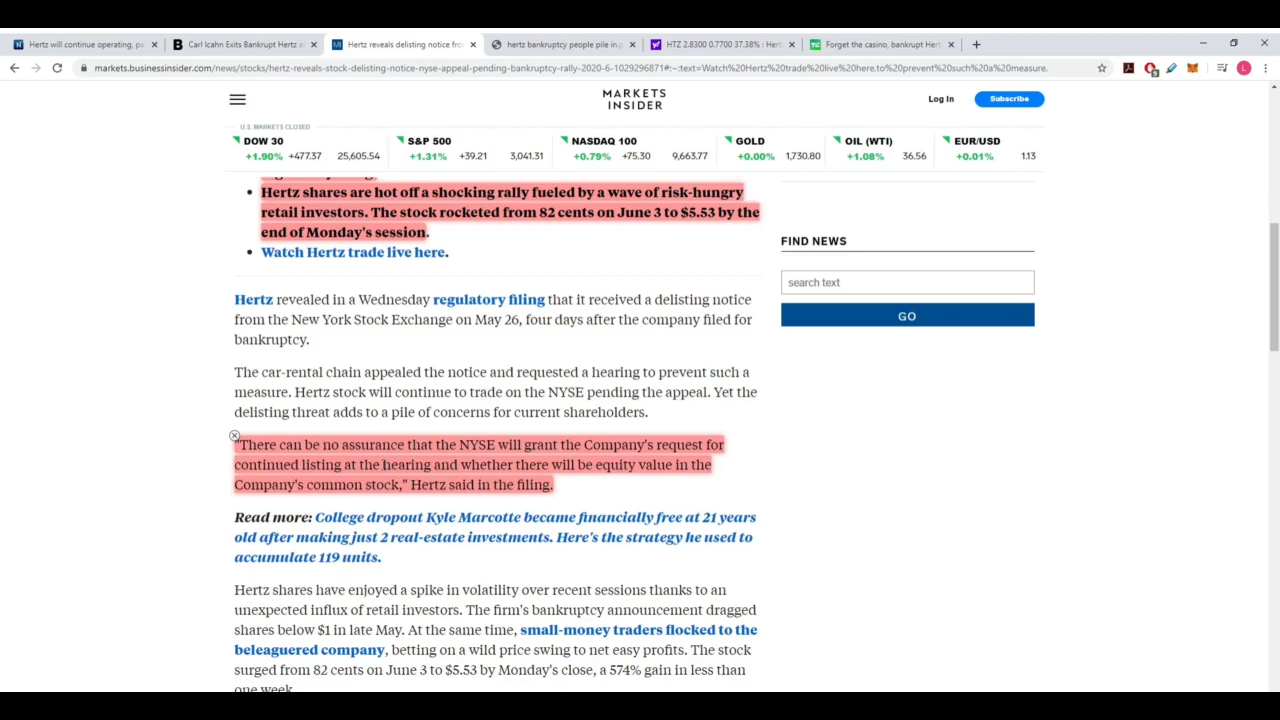 Hertz will continue operating, pa
Carl Icahn Exits Bankrupt Hertz a
Hertz reveals delisting notice fro
hertz bankruptcy people pile in.p
HTZ 2.8300 0.7700 37.38% : Her
Forget the casino, bankrupt Her
markets.businessinsider.com/news/stocks/hertz-reveals-stock-delisting-notice-nyse-appeal-pending-bankruptcy-rally-2020-6-1029296871#:~:text=Watch%20Hertz%20trade%20live%20here,to%20prevent%20such%20a%20measure.
MARKETS
INSIDER
Log In
Subscribe
U.S. MARKETS CLOSED
DOW 30
+1.90% +477.37 25,605.54
S&P 500
+1.31% +39.21 3,041.31
NASDAQ 100
+0.79% +75.30 9,663.77
GOLD
+0.00% 1,730.80
OIL (WTI)
+1.08% 36.56
EUR/USD
+0.01% 1.13
Hertz shares are hot off a shocking rally fueled by a wave of risk-hungry
retail investors. The stock rocketed from 82 cents on June 3 to $5.53 by the
end of Monday's session.
Watch Hertz trade live here.
Hertz revealed in a Wednesday regulatory filing that it received a delisting notice
from the New York Stock Exchange on May 26, four days after the company filed for
bankruptcy.
The car-rental chain appealed the notice and requested a hearing to prevent such a
measure. Hertz stock will continue to trade on the NYSE pending the appeal. Yet the
delisting threat adds to a pile of concerns for current shareholders.
"There can be no assurance that the NYSE will grant the Company's request for
continued listing at the hearing and whether there will be equity value in the
Company's common stock," Hertz said in the filing.
Read more: College dropout Kyle Marcotte became financially free at 21 years
old after making just 2 real-estate investments. Here's the strategy he used to
accumulate 119 units.
Hertz shares have enjoyed a spike in volatility over recent sessions thanks to an
unexpected influx of retail investors. The firm's bankruptcy announcement dragged
shares below $1 in late May. At the same time, small-money traders flocked to the
beleaguered company, betting on a wild price swing to net easy profits. The stock
surged from 82 cents on June 3 to $5.53 by Monday's close, a 574% gain in less than
one week.
FIND NEWS
search text
GO